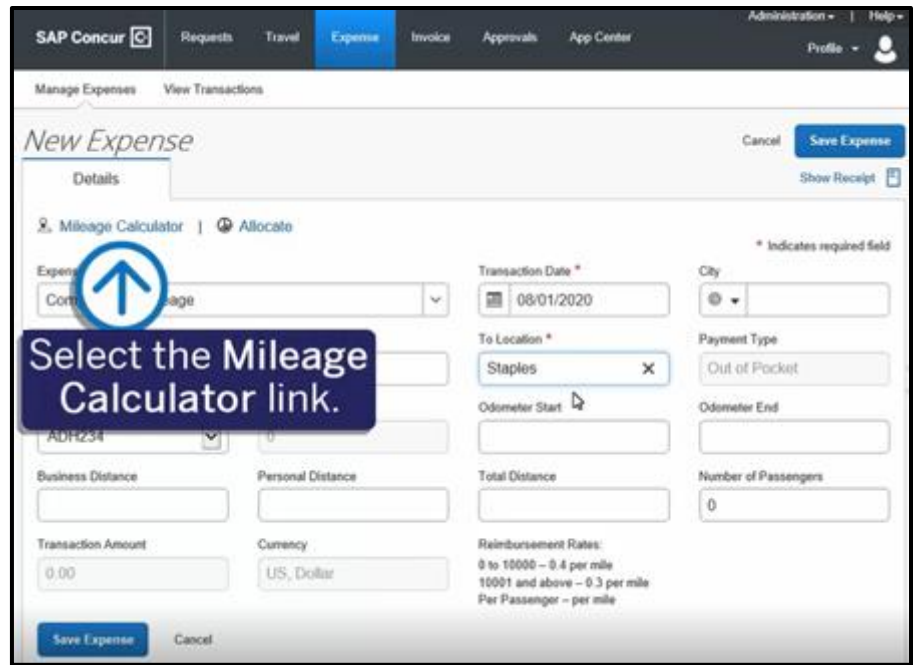 Administration | Help
SAP Concur C Requests Travel Expense Invoice Approvals App Center
Profile
Manage Expenses View Transactions
New Expense
Cancel Save Expense
Details
Show Receipt
Mileage Calculator | Allocate
* Indicates required field
Expens
Transaction Date *
City
Com age
08/01/2020
Select the Mileage
Calculator link.
To Location *
Payment Type
Staples
Out of Pocket
Odometer Start
Odometer End
ADH234
0
Business Distance
Personal Distance
Total Distance
Number of Passengers
0
Transaction Amount
Currency
Reimbursement Rates:
0.00
US, Dollar
0 to 10000 – 0.4 per mile
10001 and above – 0.3 per mile
Per Passenger – per mile
Save Expense Cancel